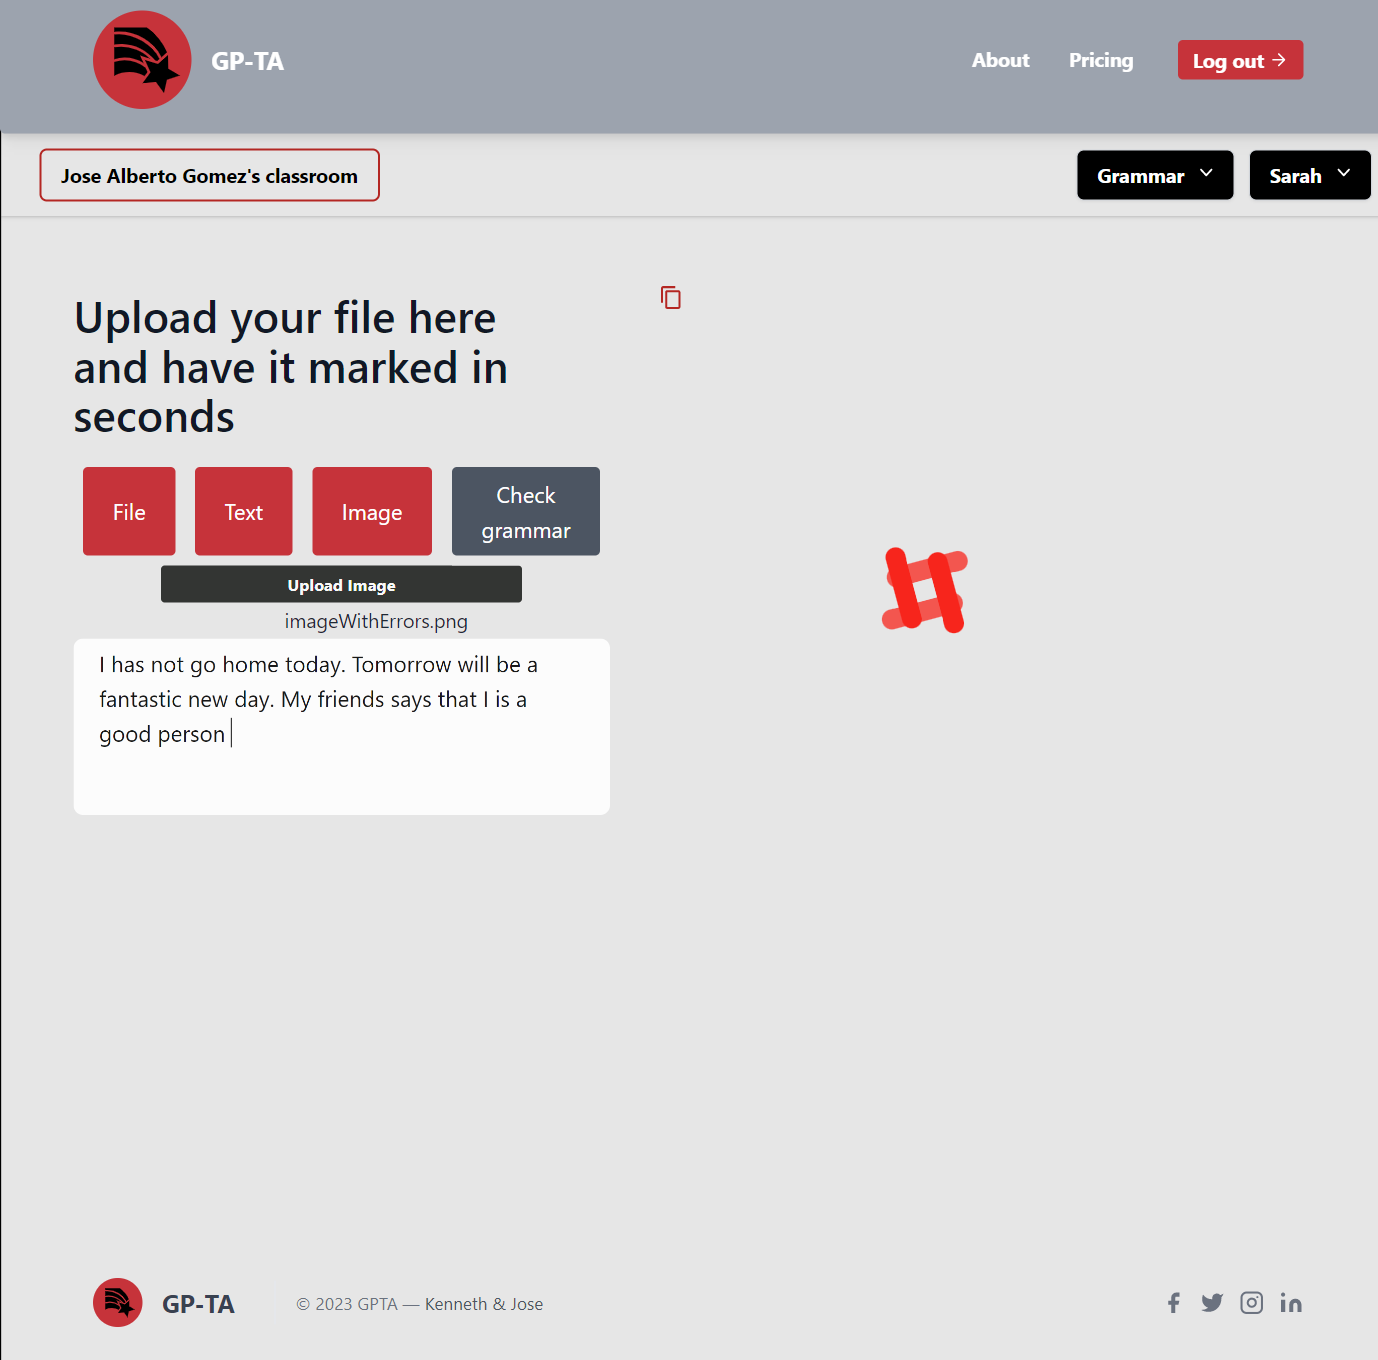 GP-TA
About
Pricing
Log out →
Jose Alberto Gomez's classroom
Grammar
Sarah
Upload your file here
and have it marked in
seconds
File
Text
Image
Check
grammar
Upload Image
imageWithErrors.png
I has not go home today. Tomorrow will be a
fantastic new day. My friends says that I is a
good person
GP-TA
© 2023 GPTA — Kenneth & Jose